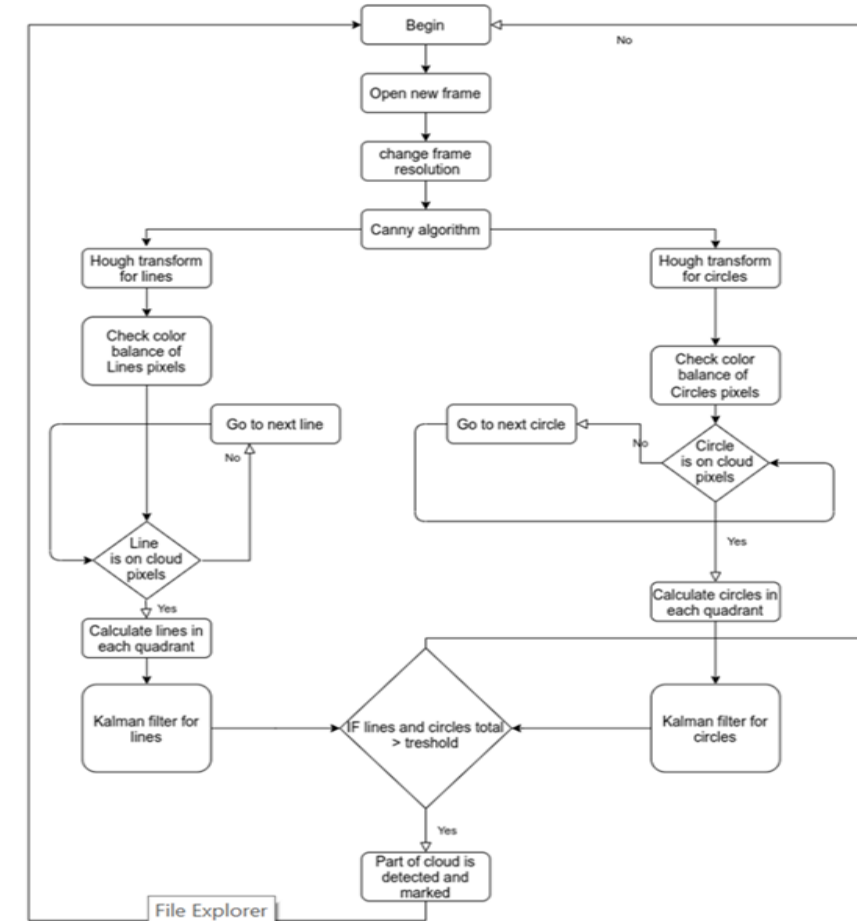 Begin
No
Open new frame
change frame
resolution
Canny algorithm
Hough transform
for lines
Hough transform
for circles
Check color
balance of
Lines pixels
Check color
balance of
Circles pixels
Go to next line
No
Go to next circle
No
Circle
is on cloud
pixels
Line
is on cloud
pixels
Yes
Yes
Calculate lines in
each quadrant
Calculate circles in
each quadrant
Kalman filter for
lines
IF lines and circles total
> treshold
Kalman filter for
circles
Yes
Part of cloud is
detected and
marked
File Explorer